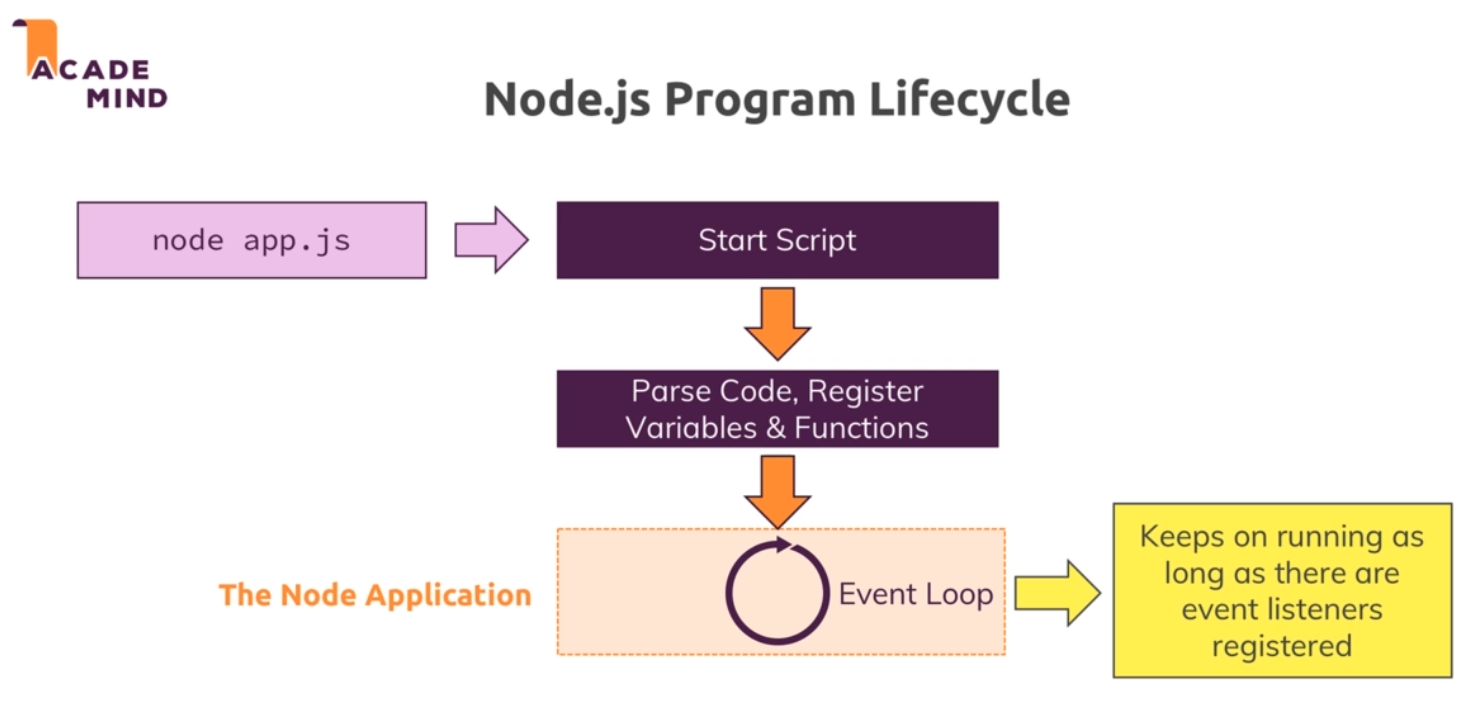 ACADE
MIND
Node.js Program Lifecycle
node app.js
Start Script
Parse Code, Register
Variables & Functions
The Node Application
Event Loop
Keeps on running as
long as there are
event listeners
registered